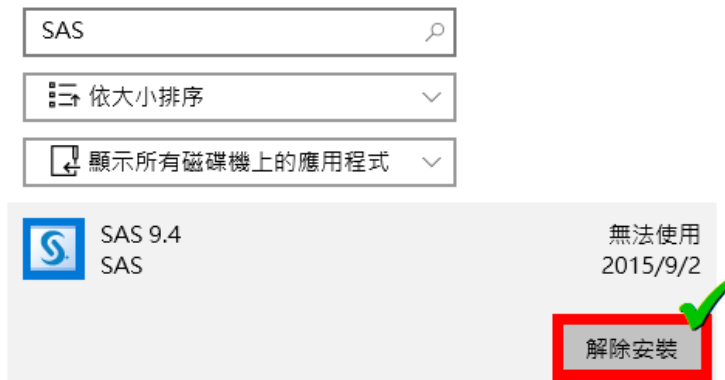 SAS
依大小排序
顯示所有磁碟機上的應用程式
SAS 9.4 無法使用
SAS 2015/9/2
解除安裝